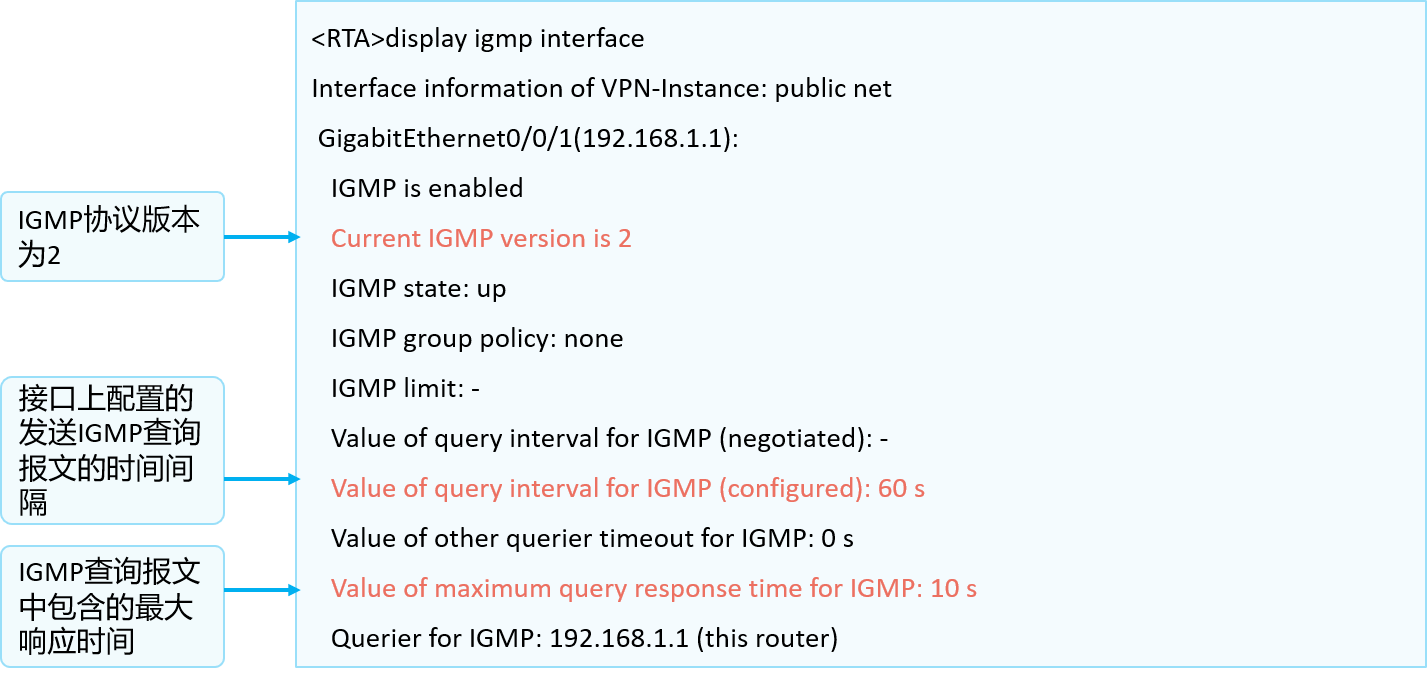 <RTA>display igmp interface
Interface information of VPN-Instance: public net
GigabitEthernet0/0/1(192.168.1.1):
IGMP is enabled
IGMP协议版本
为2
Current IGMP version is 2
IGMP state: up
IGMP group policy: none
IGMP limit: -
Value of query interval for IGMP (negotiated): -
接口上配置的
发送IGMP查询
报文的时间间
隔
Value of query interval for IGMP (configured): 60 s
Value of other querier timeout for IGMP: 0 s
IGMP查询报文
中包含的最大
响应时间
Value of maximum query response time for IGMP: 10 s
Querier for IGMP: 192.168.1.1 (this router)